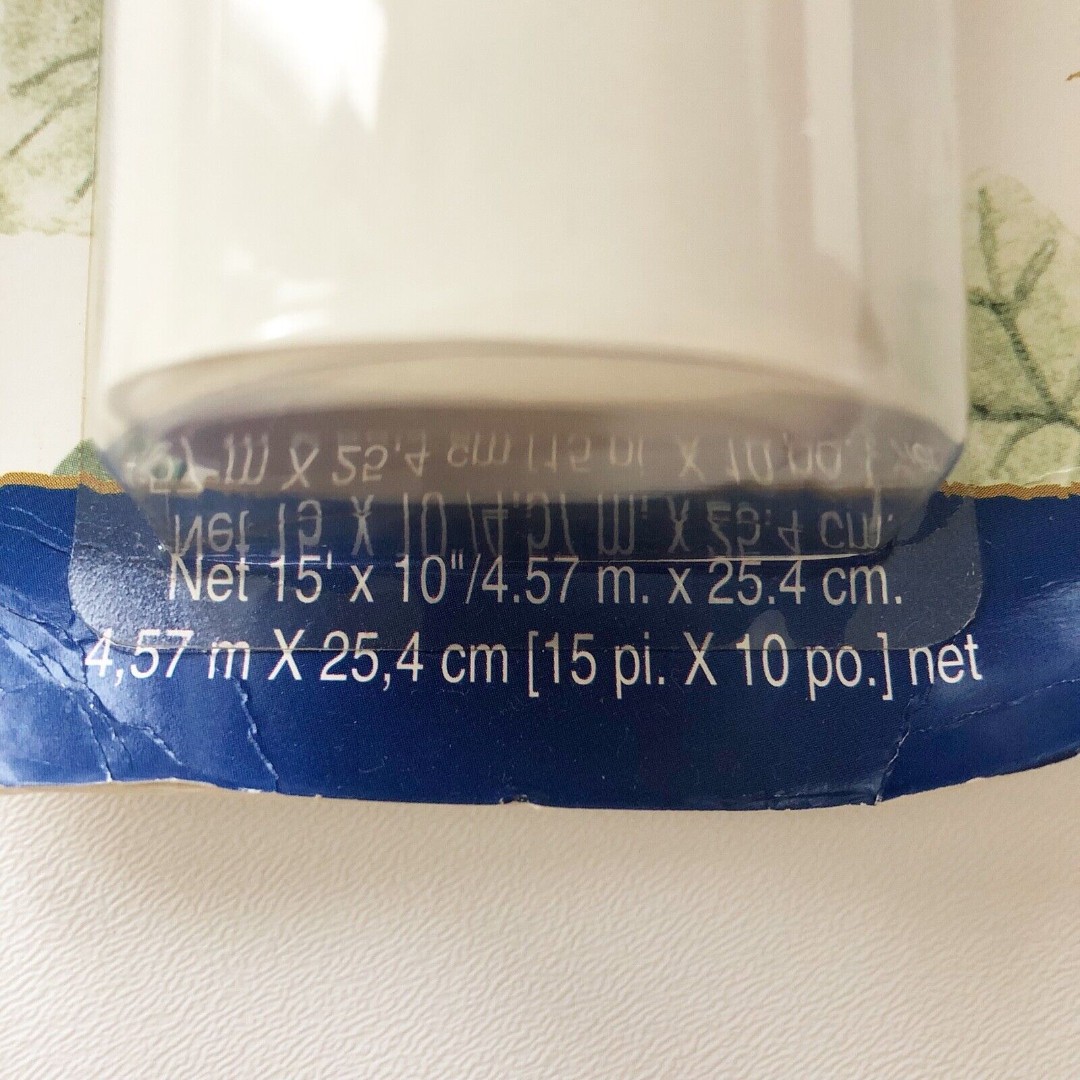 Net 15' x 10"/4.57 m. x 25.4 cm.
4,57 m X 25,4 cm [15 pi. X 10 po.] net